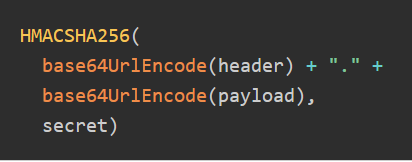 HMACSHA256(
  base64UrlEncode(header) + "." +
  base64UrlEncode(payload),
  secret)